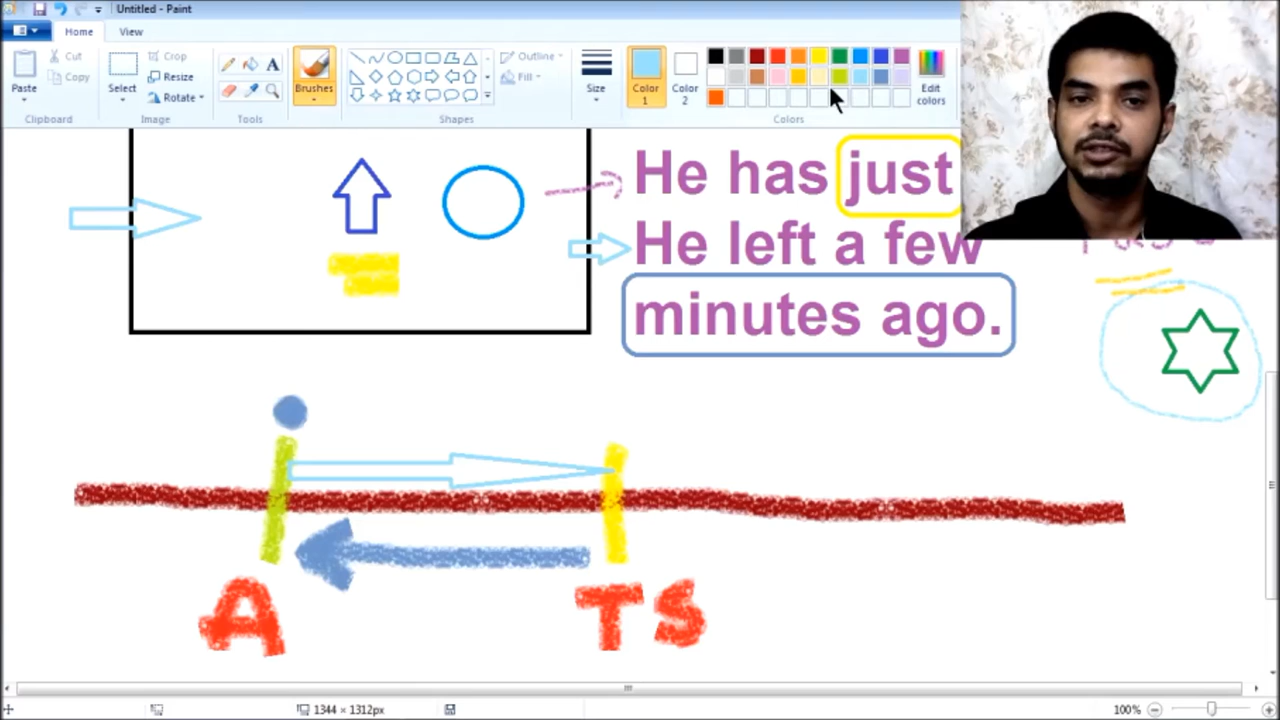 Untitled - Paint
Home View
Paste
Cut
Copy
Select
Crop
Resize
Rotate
A
Brushes
Outline
Fill
Size
Color 1
Color 2
Edit colors
Clipboard Image Tools Shapes Colors
He has just
He left a few
minutes ago.
A TS
1344 × 1312px 100%